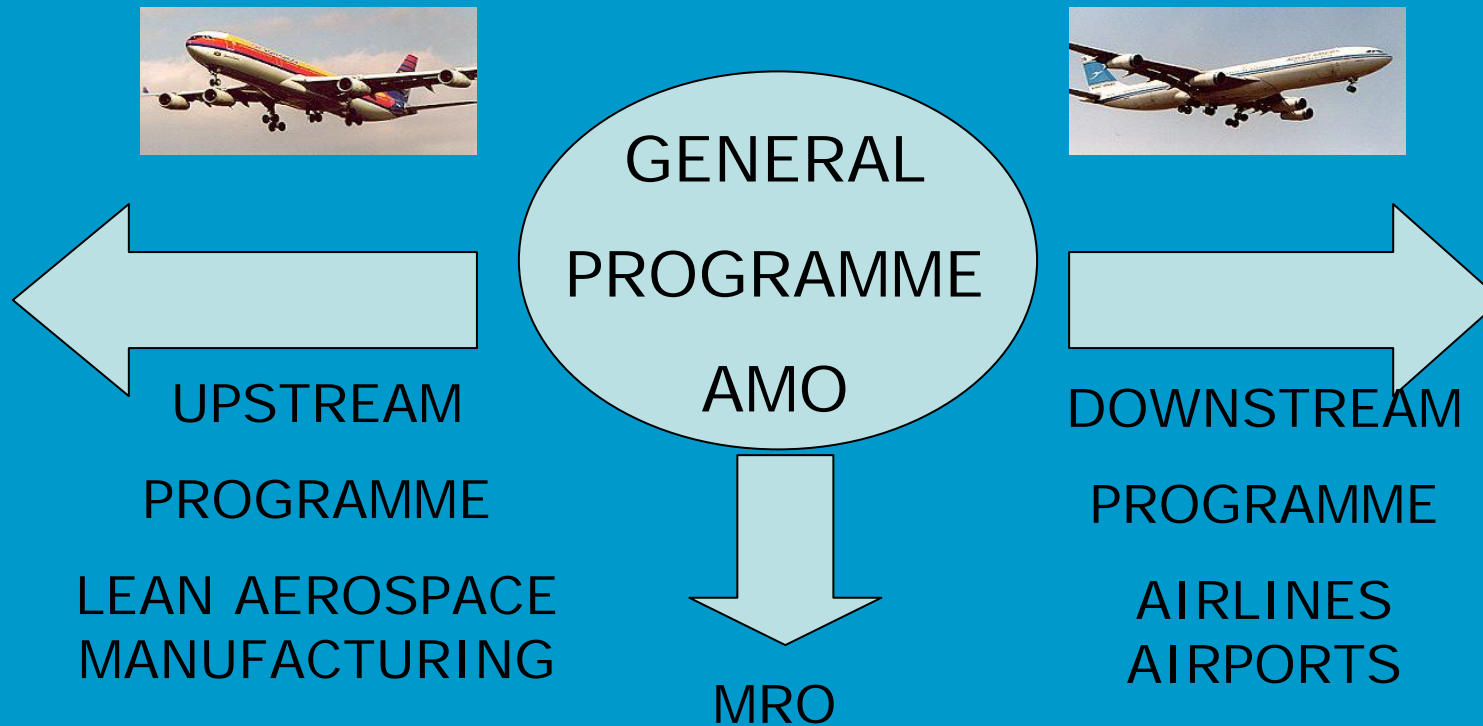 GENERAL
PROGRAMME
AMO
UPSTREAM
PROGRAMME
LEAN AEROSPACE
MANUFACTURING
MRO
DOWNSTREAM
PROGRAMME
AIRLINES
AIRPORTS